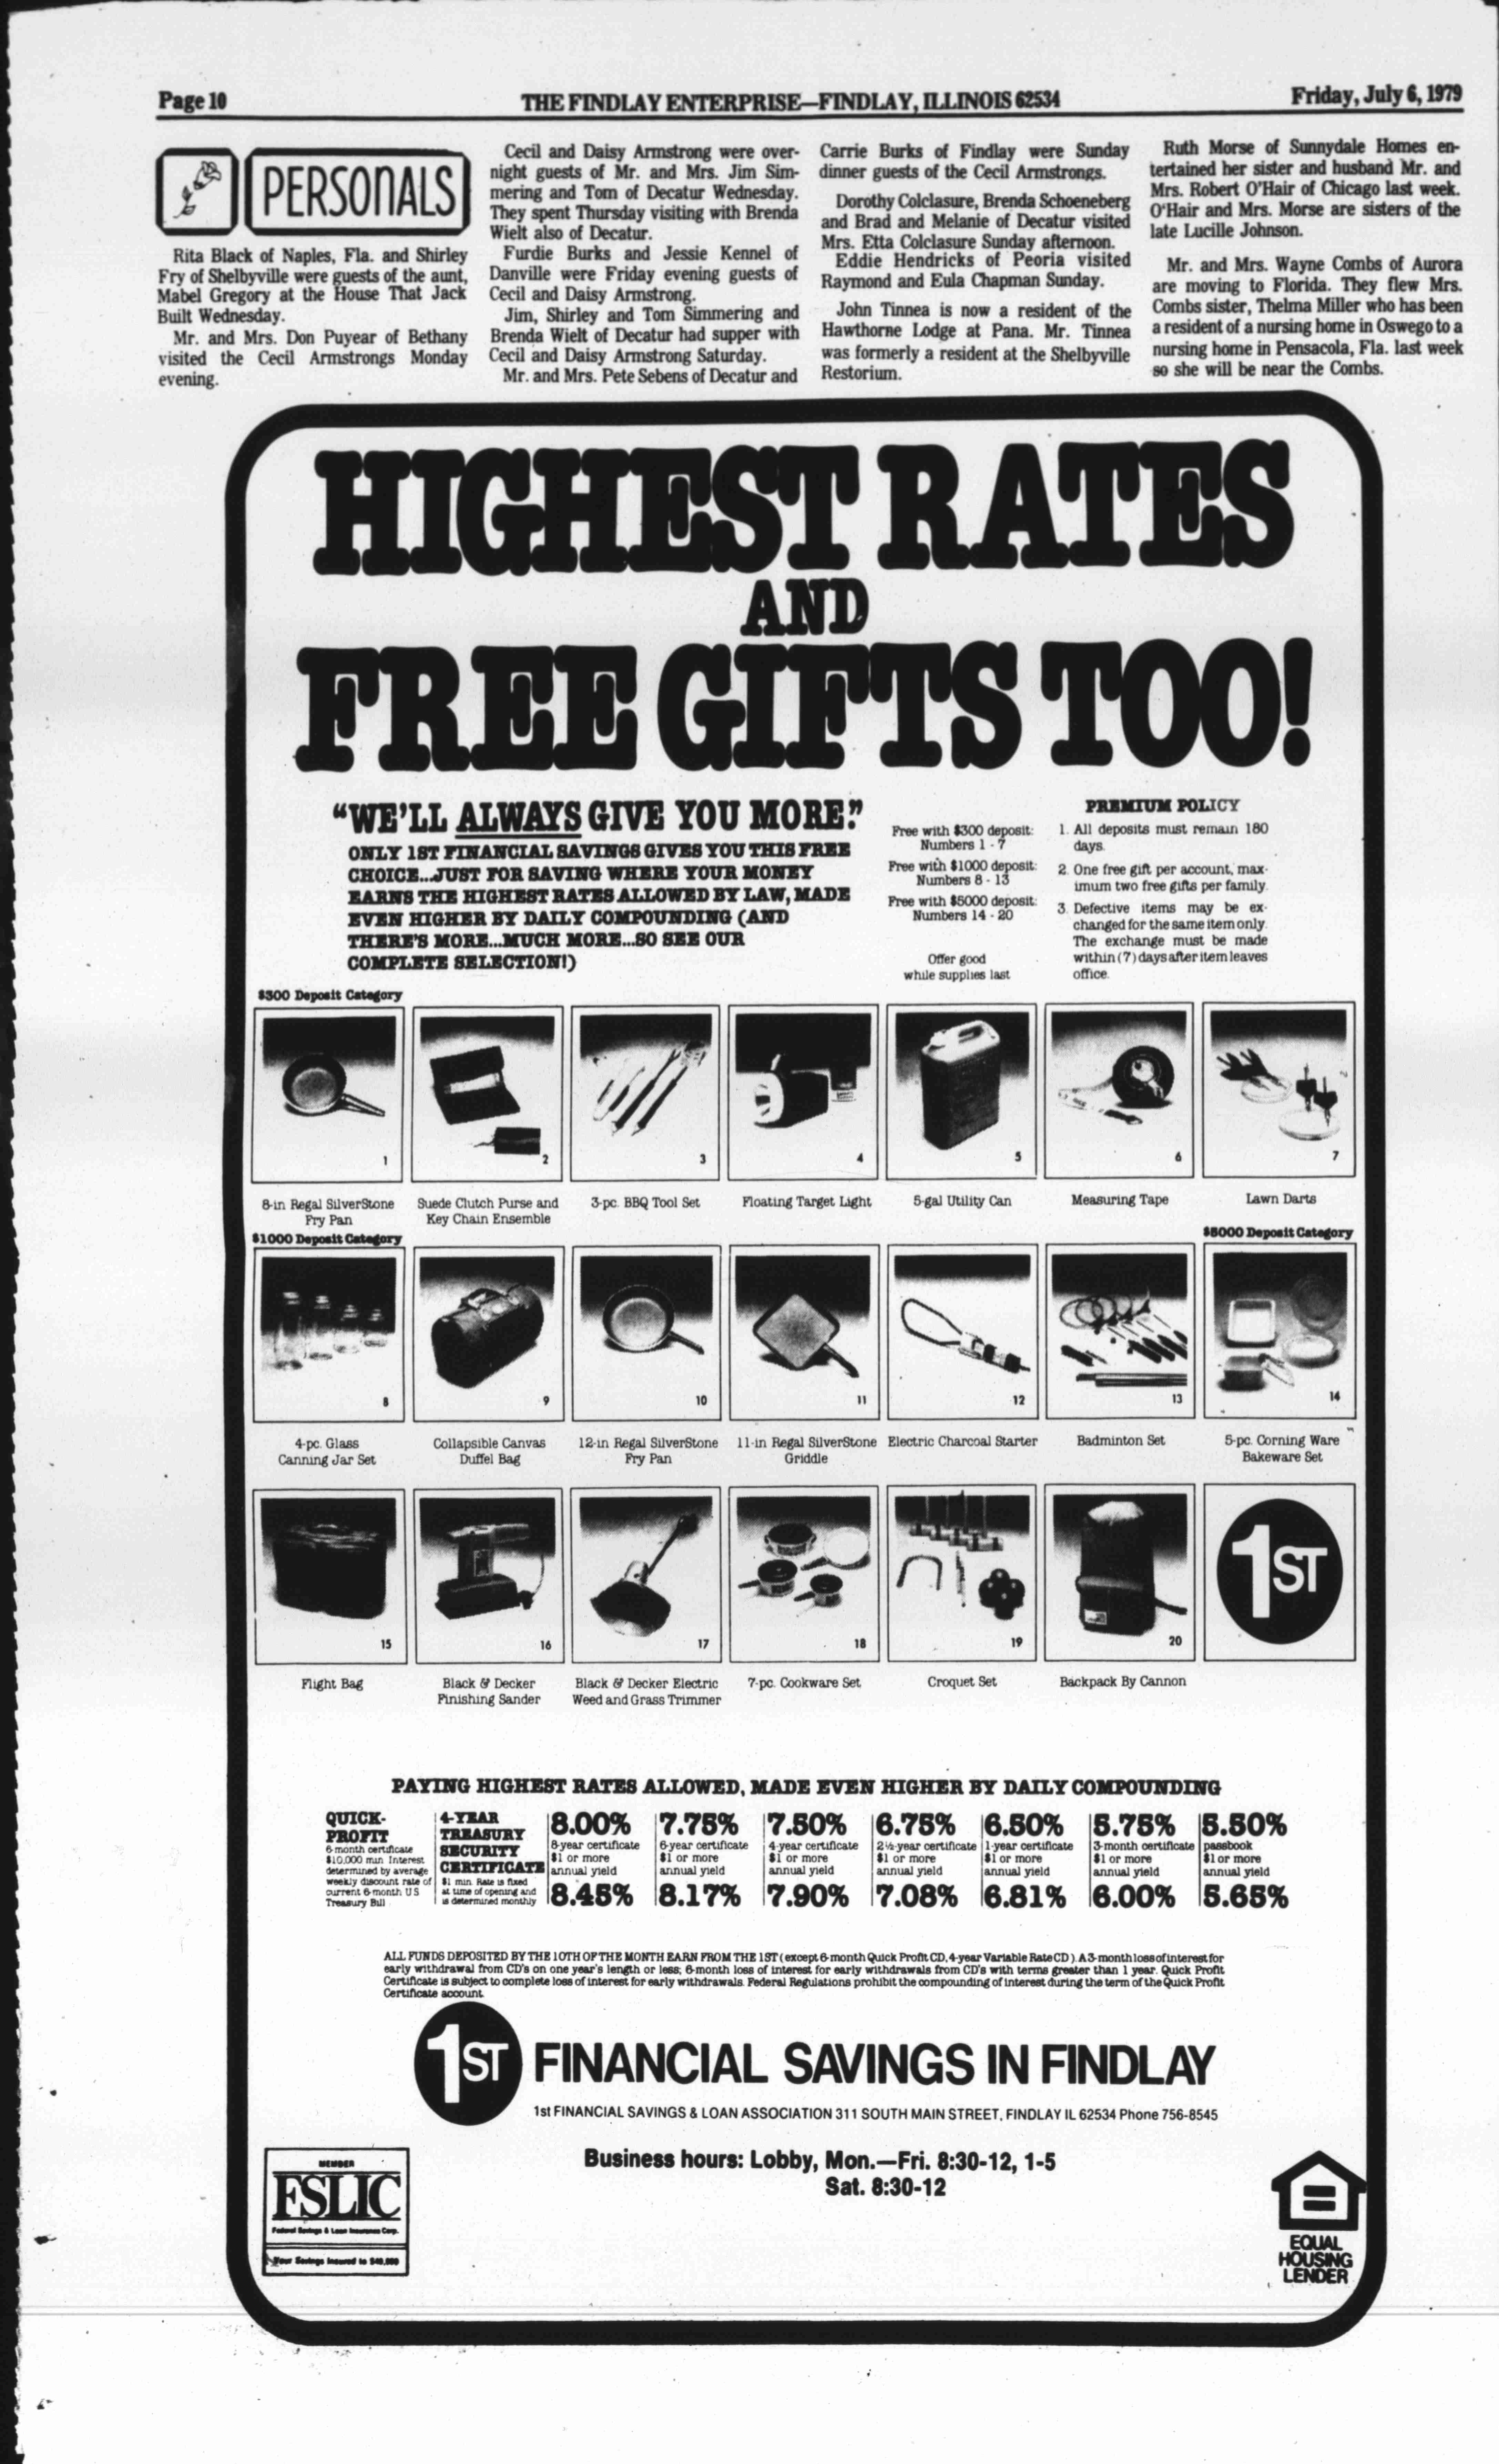 Page 10
THE FINDLAY ENTERPRISE—FINDLAY, ILLINOIS 62534
Friday, July 6, 1979
PERSONALS
Rita Black of Naples, Fla. and Shirley
Fry of Shelbyville were guests of the aunt,
Mabel Gregory at the House That Jack
Built Wednesday.
Mr. and Mrs. Don Puyear of Bethany
visited the Cecil Armstrongs Monday
evening.
Cecil and Daisy Armstrong were over-
night guests of Mr. and Mrs. Jim Sim-
mering and Tom of Decatur Wednesday.
They spent Thursday visiting with Brenda
Wielt also of Decatur.
Furdie Burks and Jessie Kennel of
Danville were Friday evening guests of
Cecil and Daisy Armstrong.
Jim, Shirley and Tom Simmering and
Brenda Wielt of Decatur had supper with
Cecil and Daisy Armstrong Saturday.
Mr. and Mrs. Pete Sebens of Decatur and
Carrie Burks of Findlay were Sunday
dinner guests of the Cecil Armstrongs.
Dorothy Colclasure, Brenda Schoeneberg
and Brad and Melanie of Decatur visited
Mrs. Etta Colclasure Sunday afternoon.
Eddie Hendricks of Peoria visited
Raymond and Eula Chapman Sunday.
John Tinnea is now a resident of the
Hawthorne Lodge at Pana. Mr. Tinnea
was formerly a resident at the Shelbyville
Restorium.
Ruth Morse of Sunnydale Homes en-
tertained her sister and husband Mr. and
Mrs. Robert O'Hair of Chicago last week.
O'Hair and Mrs. Morse are sisters of the
late Lucille Johnson.
Mr. and Mrs. Wayne Combs of Aurora
are moving to Florida. They flew Mrs.
Combs sister, Thelma Miller who has been
a resident of a nursing home in Oswego to a
nursing home in Pensacola, Fla. last week
so she will be near the Combs.
HIGHEST RATES
AND
FREE GIFTS TOO!
"WE'LL ALWAYS GIVE YOU MORE."
ONLY 1ST FINANCIAL SAVINGS GIVES YOU THIS FREE
CHOICE...JUST FOR SAVING WHERE YOUR MONEY
EARNS THE HIGHEST RATES ALLOWED BY LAW, MADE
EVEN HIGHER BY DAILY COMPOUNDING (AND
THERE'S MORE...MUCH MORE...SO SEE OUR
COMPLETE SELECTION!)
Free with $300 deposit:
Numbers 1 - 7
Free with $1000 deposit:
Numbers 8 - 13
Free with $5000 deposit:
Numbers 14 - 20
Offer good
while supplies last
PREMIUM POLICY
1. All deposits must remain 180
days.
2. One free gift per account, max-
imum two free gifts per family.
3. Defective items may be ex-
changed for the same item only.
The exchange must be made
within (7) days after item leaves
office.
$300 Deposit Category
1
2
3
4
5
6
7
8-in Regal SilverStone
Fry Pan
Suede Clutch Purse and
Key Chain Ensemble
3-pc. BBQ Tool Set
Floating Target Light
5-gal Utility Can
Measuring Tape
Lawn Darts
$1000 Deposit Category
$5000 Deposit Category
8
9
10
11
12
13
14
4-pc. Glass
Canning Jar Set
Collapsible Canvas
Duffel Bag
12-in Regal SilverStone
Fry Pan
11-in Regal SilverStone
Griddle
Electric Charcoal Starter
Badminton Set
5-pc. Corning Ware
Bakeware Set
15
16
17
18
19
20
1ST
Flight Bag
Black & Decker
Finishing Sander
Black & Decker Electric
Weed and Grass Trimmer
7-pc. Cookware Set
Croquet Set
Backpack By Cannon
PAYING HIGHEST RATES ALLOWED, MADE EVEN HIGHER BY DAILY COMPOUNDING
QUICK-
PROFIT
6-month certificate
$10,000 min. Interest
determined by average
weekly discount rate of
current 6-month U S
Treasury Bill
4-YEAR
TREASURY
SECURITY
CERTIFICATE
$1 min. Rate is fixed
at time of opening and
is determined monthly
8.00%
8-year certificate
$1 or more
annual yield
8.45%
7.75%
6-year certificate
$1 or more
annual yield
8.17%
7.50%
4-year certificate
$1 or more
annual yield
7.90%
6.75%
2½-year certificate
$1 or more
annual yield
7.08%
6.50%
1-year certificate
$1 or more
annual yield
6.81%
5.75%
3-month certificate
$1 or more
annual yield
6.00%
5.50%
passbook
$1 or more
annual yield
5.65%
ALL FUNDS DEPOSITED BY THE 10TH OF THE MONTH EARN FROM THE 1ST (except 6-month Quick Profit CD, 4-year Variable Rate CD). A 3-month loss of interest for
early withdrawal from CD's on one year's length or less; 6-month loss of interest for early withdrawals from CD's with terms greater than 1 year. Quick Profit
Certificate is subject to complete loss of interest for early withdrawals. Federal Regulations prohibit the compounding of interest during the term of the Quick Profit
Certificate account.
1ST FINANCIAL SAVINGS IN FINDLAY
1st FINANCIAL SAVINGS & LOAN ASSOCIATION 311 SOUTH MAIN STREET, FINDLAY IL 62534 Phone 756-8545
Business hours: Lobby, Mon.—Fri. 8:30-12, 1-5
Sat. 8:30-12
MEMBER
FSLIC
Federal Savings & Loan Insurance Corp.
Your Savings Insured to $40,000
EQUAL
HOUSING
LENDER